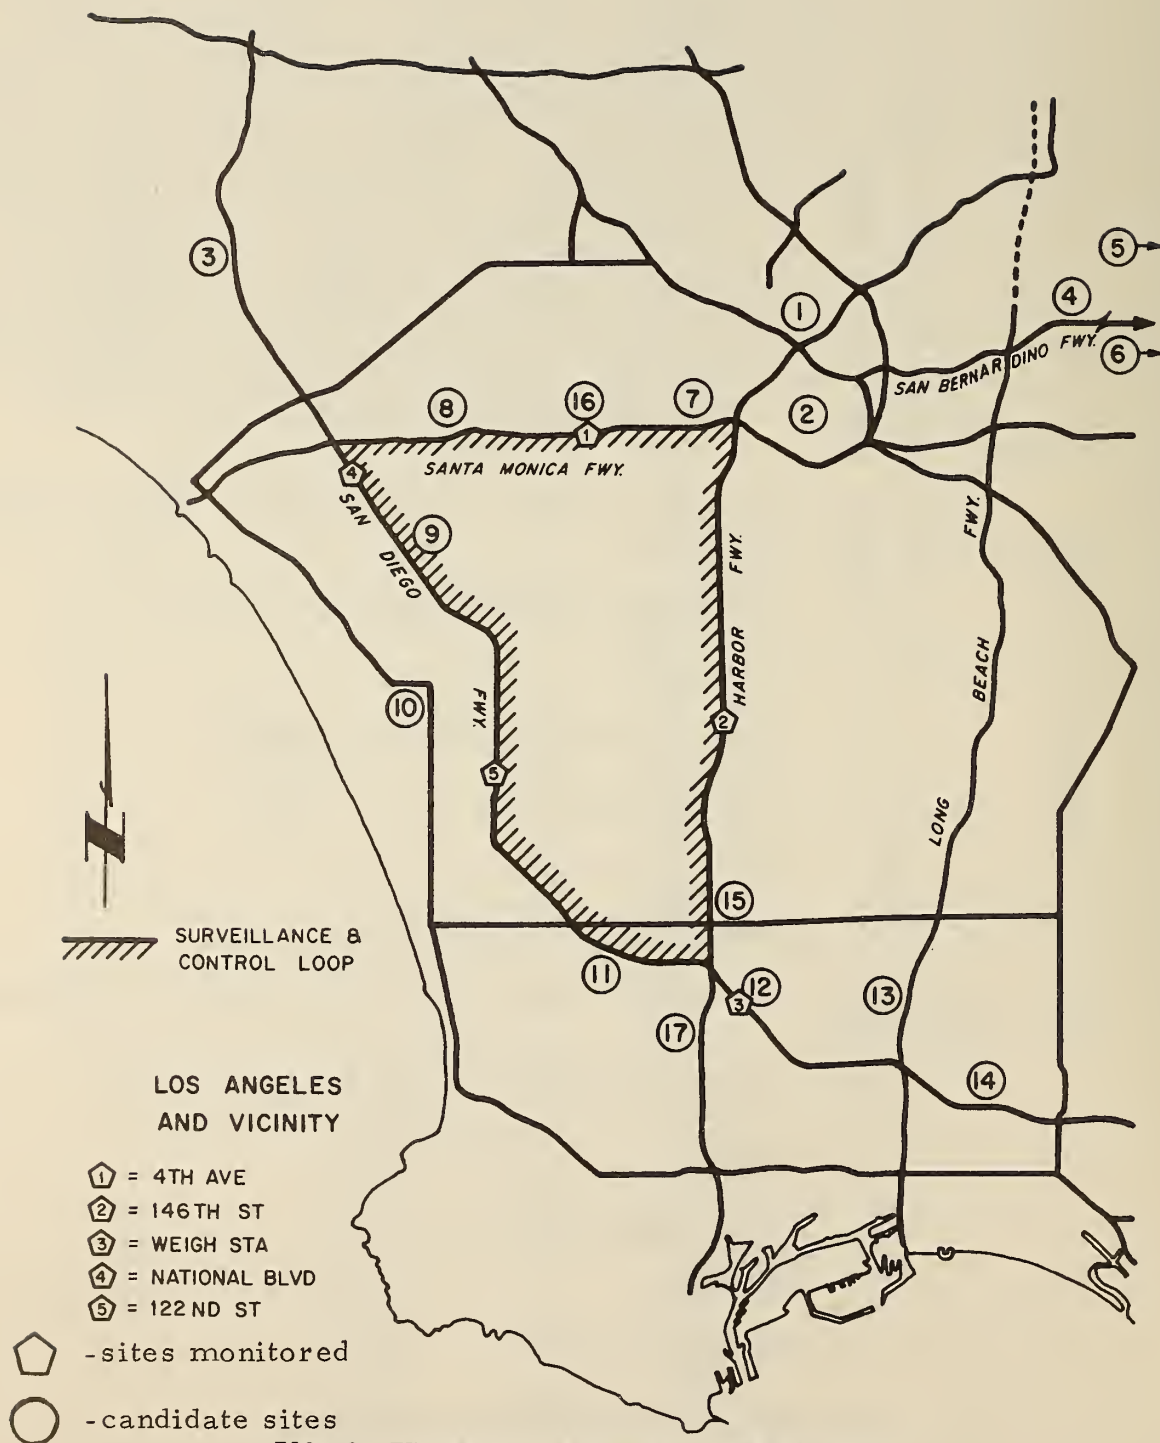 3
5
4
1
6
SAN BERNARDINO FWY.
16
7
8
2
1
SANTA MONICA FWY.
4
SAN DIEGO FWY.
9
HARBOR FWY.
LONG BEACH FWY.
10
2
5
15
SURVEILLANCE &
CONTROL LOOP
11
12
3
13
17
14
LOS ANGELES
AND VICINITY
1 = 4TH AVE
2 = 146TH ST
3 = WEIGH STA
4 = NATIONAL BLVD
5 = 122ND ST
-sites monitored
-candidate sites
N